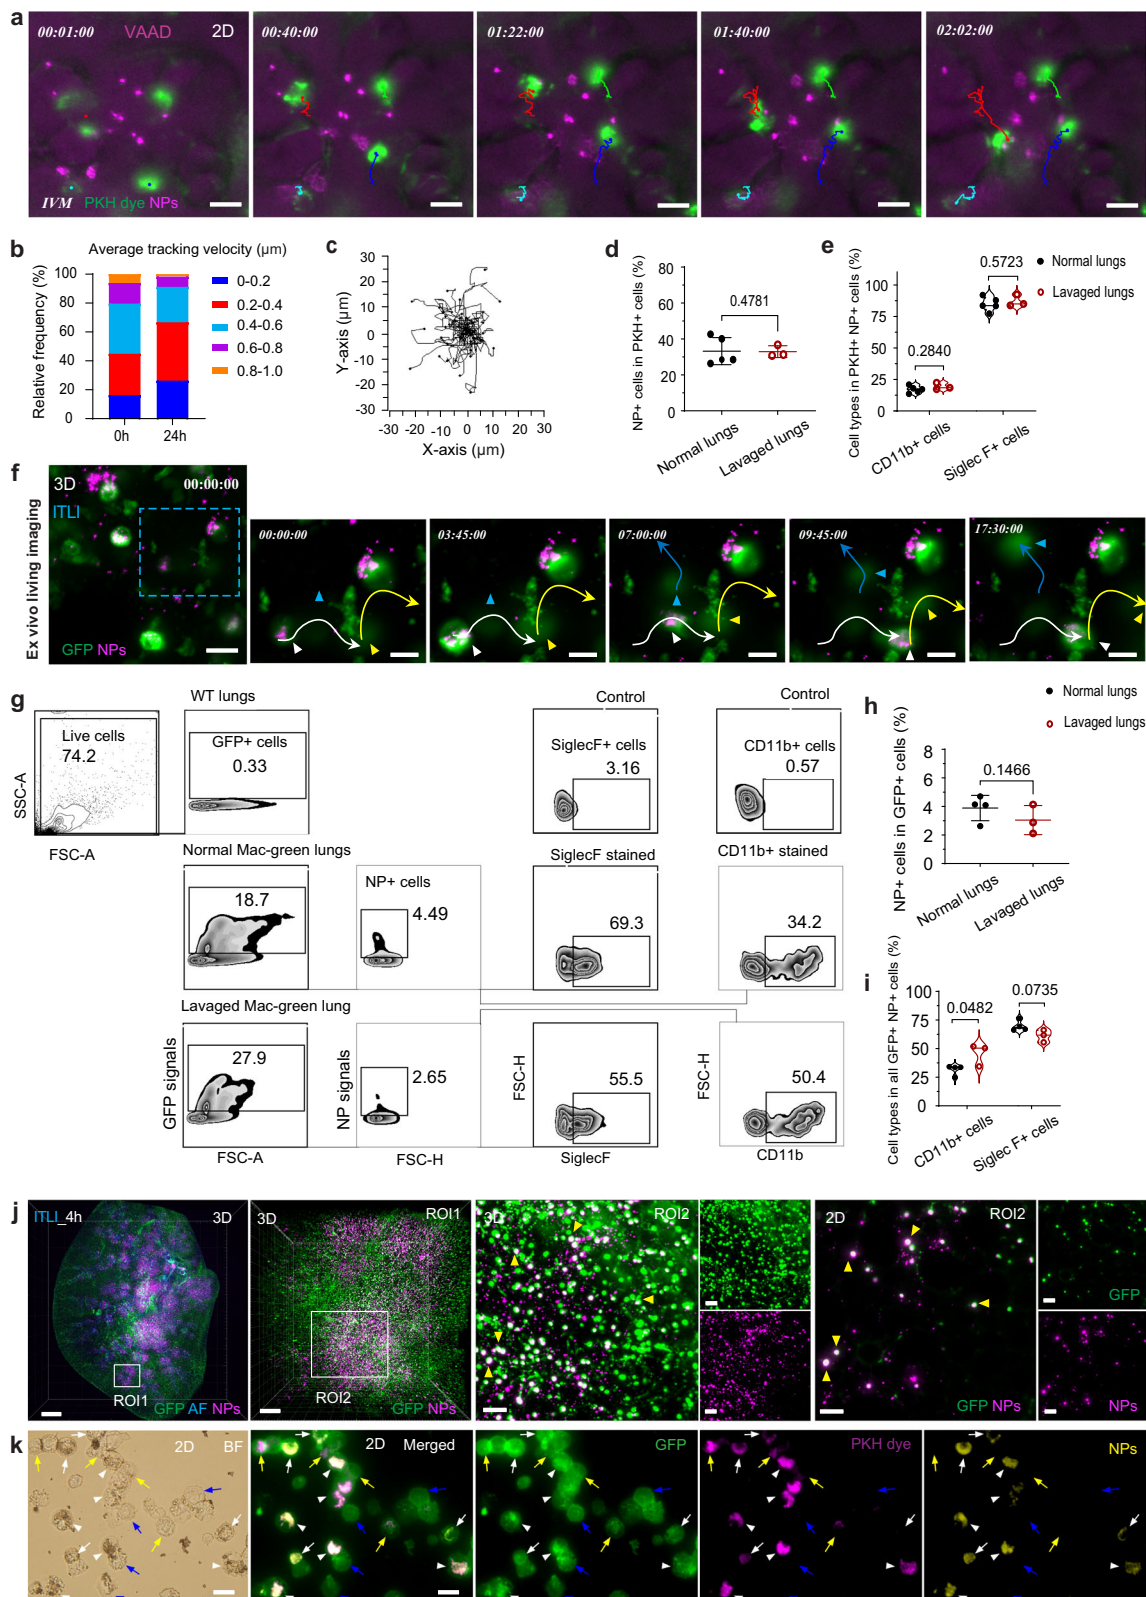 a
00:01:00 VAAD 2D
00:40:00
01:22:00
01:40:00
02:02:00
IVM PKH dye NPs
b
Average tracking velocity (µm)
Relative frequency (%)
100
80
60
40
20
0
0h 24h
0-0.2
0.2-0.4
0.4-0.6
0.6-0.8
0.8-1.0
c
Y-axis (µm)
30
20
10
0
-10
-20
-30
-30 -20 -10 0 10 20 30
X-axis (µm)
d
NP+ cells in PKH+ cells (%)
80
60
40
20
0
0.4781
Normal lungs
Lavaged lungs
e
Cell types in PKH+ NP+ cells (%)
100
75
50
25
0
0.2840
0.5723
CD11b+ cells
Siglec F+ cells
Normal lungs
Lavaged lungs
f
Ex vivo living imaging
3D 00:00:00
ITLI
GFP NPs
00:00:00
03:45:00
07:00:00
09:45:00
17:30:00
g
Live cells
74.2
SSC-A
FSC-A
WT lungs
GFP+ cells
0.33
Control
SiglecF+ cells
3.16
Control
CD11b+ cells
0.57
Normal Mac-green lungs
18.7
NP+ cells
4.49
SiglecF stained
69.3
CD11b+ stained
34.2
Lavaged Mac-green lung
27.9
2.65
55.5
50.4
GFP signals
FSC-A
NP signals
FSC-H
FSC-H
SiglecF
FSC-H
CD11b
h
Normal lungs
Lavaged lungs
NP+ cells in GFP+ cells (%)
8
6
4
2
0
0.1466
Normal lungs
Lavaged lungs
i
Cell types in all GFP+ NP+ cells (%)
100
75
50
25
0
0.0482
0.0735
CD11b+ cells
Siglec F+ cells
j
ITLI_4h 3D
ROI1
GFP AF NPs
3D ROI1
ROI2
GFP NPs
3D ROI2
2D ROI2
GFP NPs
GFP
NPs
k
2D BF
2D Merged
GFP
PKH dye
NPs